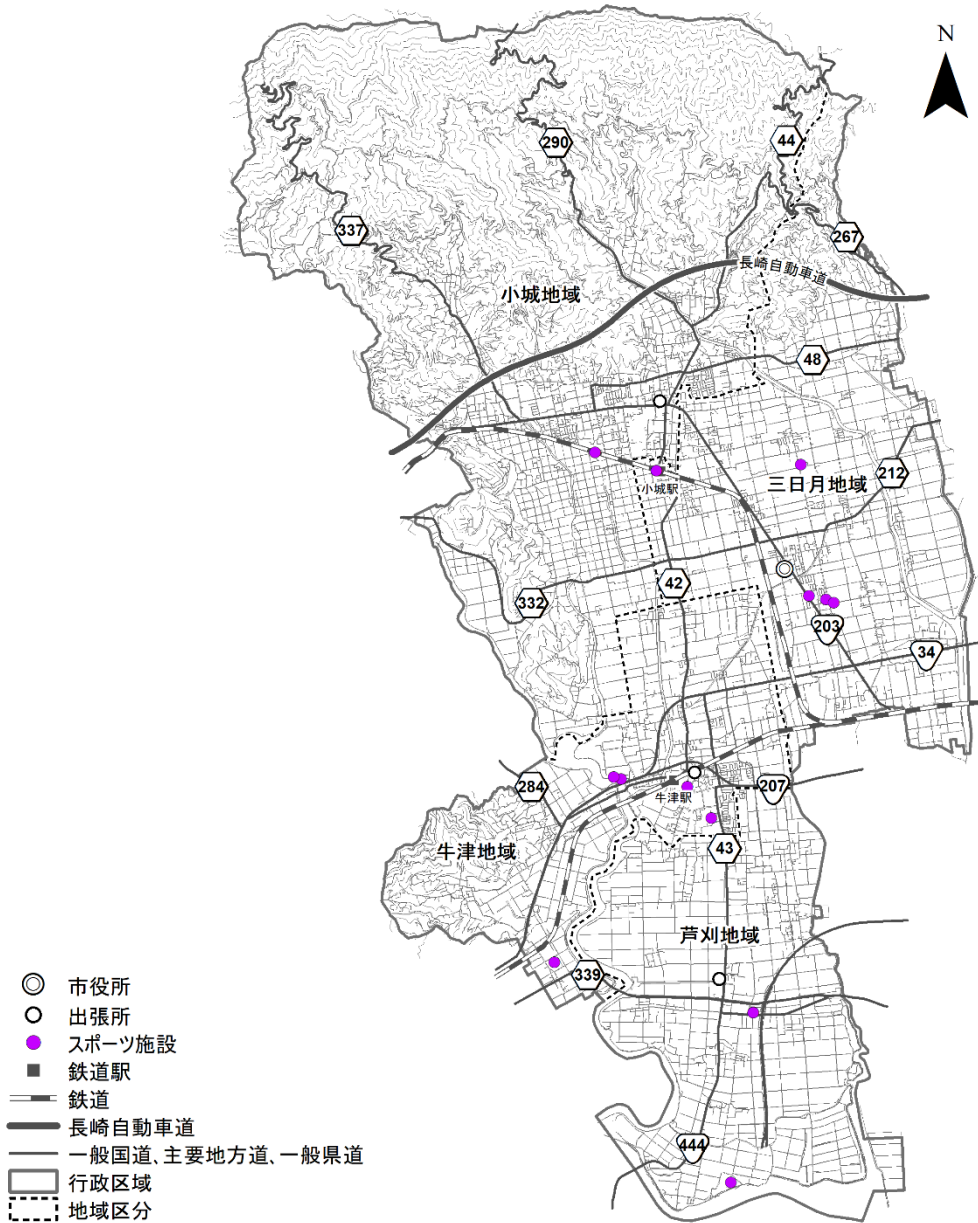 N
290
44
337
267
長崎自動車道
小城地域
48
212
三日月地域
小城駅
42
332
203
34
284
207
牛津駅
牛津地域
43
芦刈地域
339
444
市役所
出張所
スポーツ施設
鉄道駅
鉄道
長崎自動車道
一般国道、主要地方道、一般県道
行政区域
地域区分